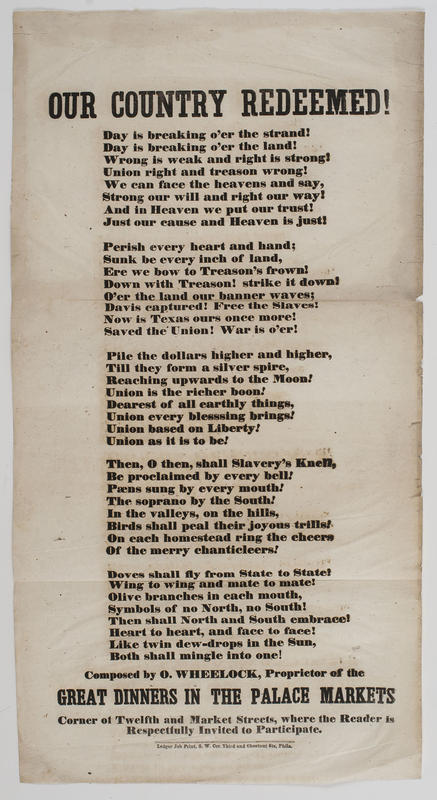 OUR COUNTRY REDEEMED!
Day is breaking o'er the strand!
Day is breaking o'er the land!
Wrong is weak and right is strong!
Union right and treason wrong!
We can face the heavens and say,
Strong our will and right our way!
And in Heaven we put our trust!
Just our cause and Heaven is just!
Perish every heart and hand;
Sunk be every inch of land,
Ere we bow to Treason's frown!
Down with Treason! strike it down!
O'er the land our banner waves;
Davis captured! Free the Slaves!
Now is Texas ours once more!
Saved the Union! War is o'er!
Pile the dollars higher and higher,
Till they form a silver spire,
Reaching upwards to the Moon!
Union is the richer boon!
Dearest of all earthly things,
Union every blesssing brings!
Union based on Liberty!
Union as it is to be!
Then, O then, shall Slavery's Knell,
Be proclaimed by every bell!
Pæns sung by every mouth!
The soprano by the South!
In the valleys, on the hills,
Birds shall peal their joyous trills!
On each homestead ring the cheers
Of the merry chanticleers!
Doves shall fly from State to State!
Wing to wing and mate to mate!
Olive branches in each mouth,
Symbols of no North, no South!
Then shall North and South embrace!
Heart to heart, and face to face!
Like twin dew-drops in the Sun,
Both shall mingle into one!
Composed by O. WHEELOCK, Proprietor of the
GREAT DINNERS IN THE PALACE MARKETS
Corner of Twelfth and Market Streets, where the Reader is
Respectfully Invited to Participate.
Ledger Job Print, S. W. Cor. Third and Chestnut Sts, Phila.